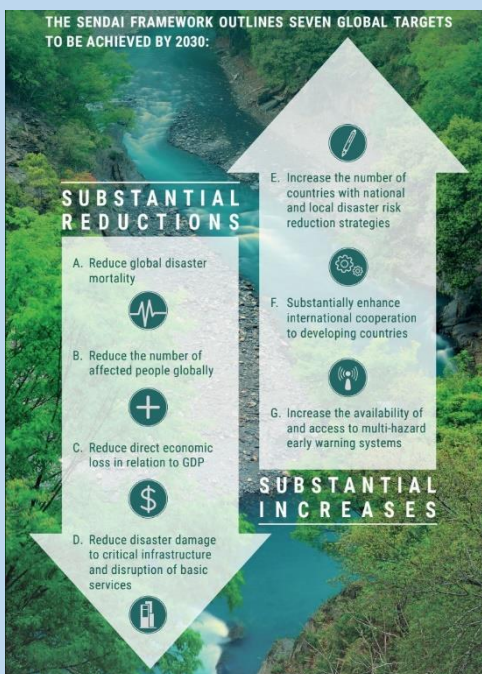 THE SENDAI FRAMEWORK OUTLINES SEVEN GLOBAL TARGETS
TO BE ACHIEVED BY 2030:
SUBSTANTIAL
REDUCTIONS
A. Reduce global disaster
mortality
B. Reduce the number of
affected people globally
C. Reduce direct economic
loss in relation to GDP
$
D. Reduce disaster damage
to critical infrastructure
and disruption of basic
services
E. Increase the number of
countries with national
and local disaster risk
reduction strategies
F. Substantially enhance
international cooperation
to developing countries
G. Increase the availability of
and access to multi-hazard
early warning systems
SUBSTANTIAL
INCREASES